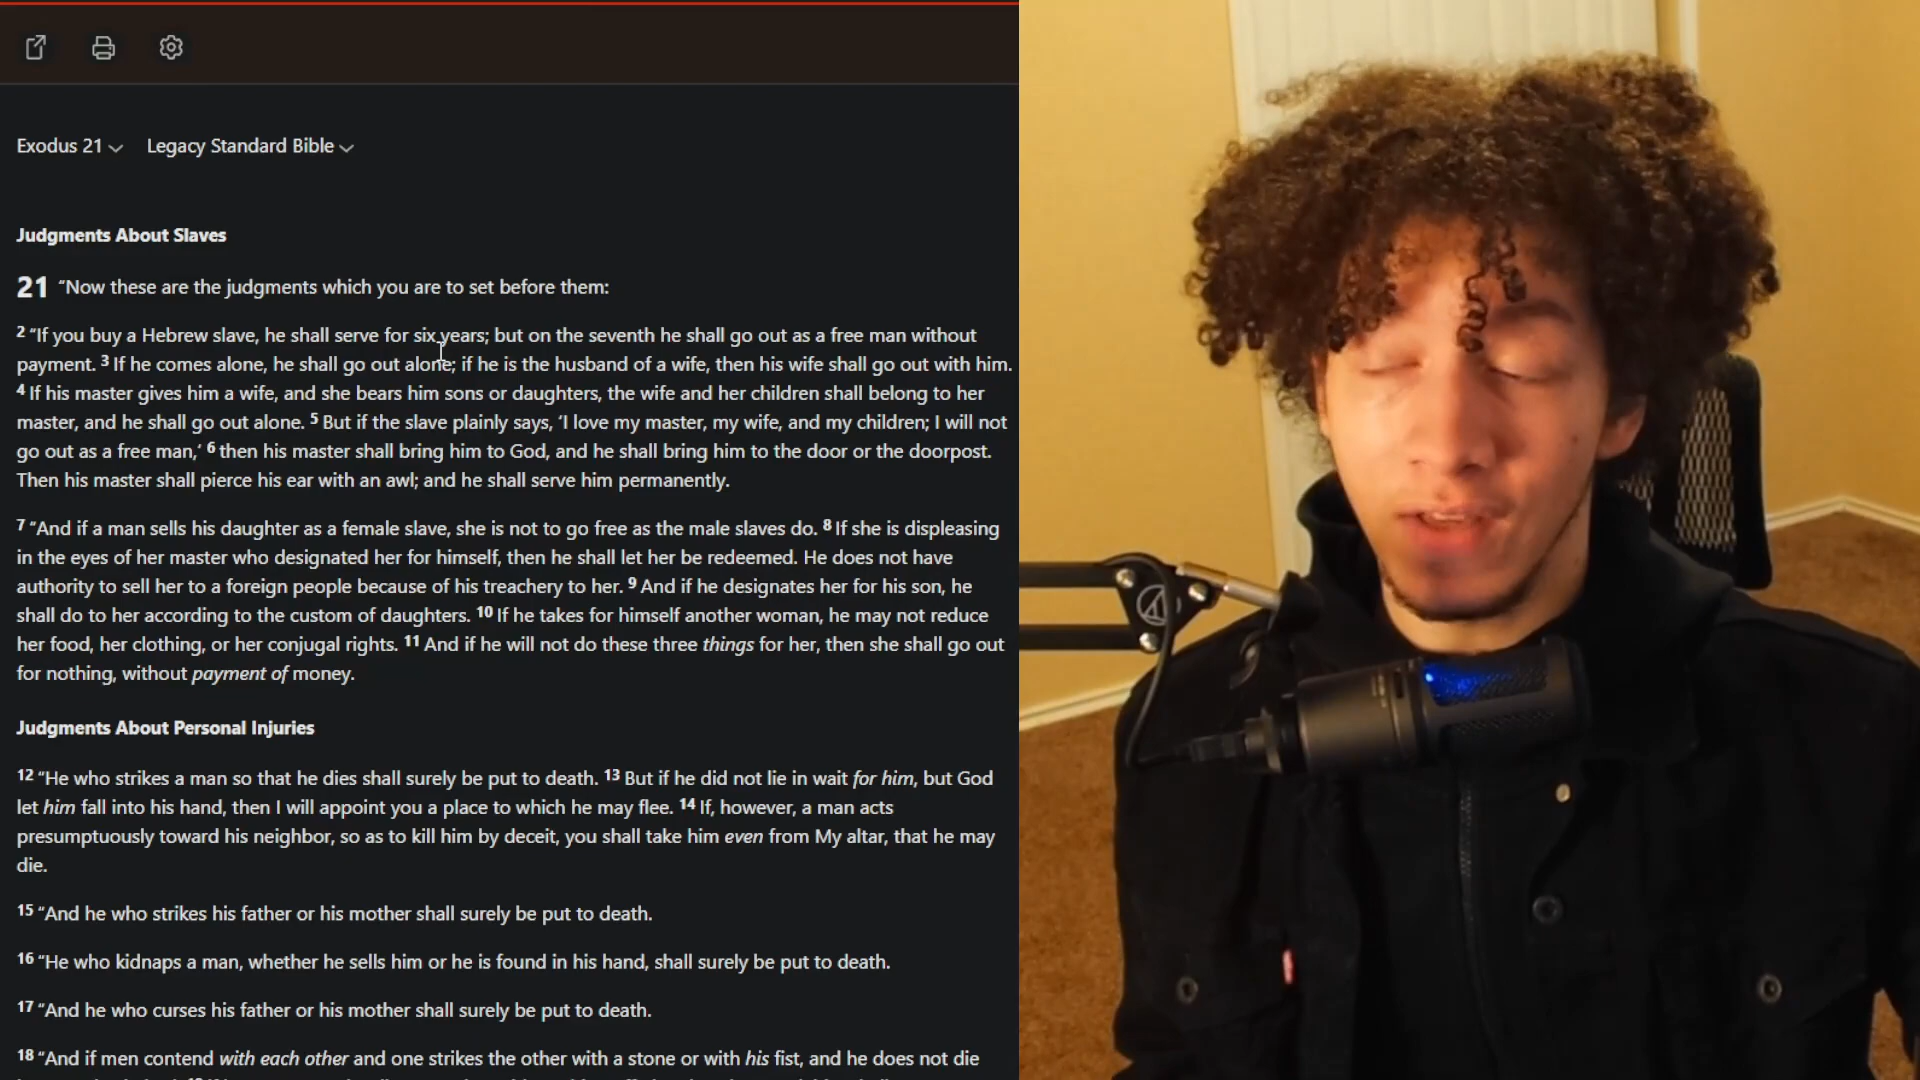 Exodus 21 Legacy Standard Bible
Judgments About Slaves
21 “Now these are the judgments which you are to set before them:
2 “If you buy a Hebrew slave, he shall serve for six years; but on the seventh he shall go out as a free man without
payment. 3 If he comes alone, he shall go out alone; if he is the husband of a wife, then his wife shall go out with him.
4 If his master gives him a wife, and she bears him sons or daughters, the wife and her children shall belong to her
master, and he shall go out alone. 5 But if the slave plainly says, ‘I love my master, my wife, and my children; I will not
go out as a free man,’ 6 then his master shall bring him to God, and he shall bring him to the door or the doorpost.
Then his master shall pierce his ear with an awl; and he shall serve him permanently.
7 “And if a man sells his daughter as a female slave, she is not to go free as the male slaves do. 8 If she is displeasing
in the eyes of her master who designated her for himself, then he shall let her be redeemed. He does not have
authority to sell her to a foreign people because of his treachery to her. 9 And if he designates her for his son, he
shall do to her according to the custom of daughters. 10 If he takes for himself another woman, he may not reduce
her food, her clothing, or her conjugal rights. 11 And if he will not do these three things for her, then she shall go out
for nothing, without payment of money.
Judgments About Personal Injuries
12 “He who strikes a man so that he dies shall surely be put to death. 13 But if he did not lie in wait for him, but God
let him fall into his hand, then I will appoint you a place to which he may flee. 14 If, however, a man acts
presumptuously toward his neighbor, so as to kill him by deceit, you shall take him even from My altar, that he may
die.
15 “And he who strikes his father or his mother shall surely be put to death.
16 “He who kidnaps a man, whether he sells him or he is found in his hand, shall surely be put to death.
17 “And he who curses his father or his mother shall surely be put to death.
18 “And if men contend with each other and one strikes the other with a stone or with his fist, and he does not die